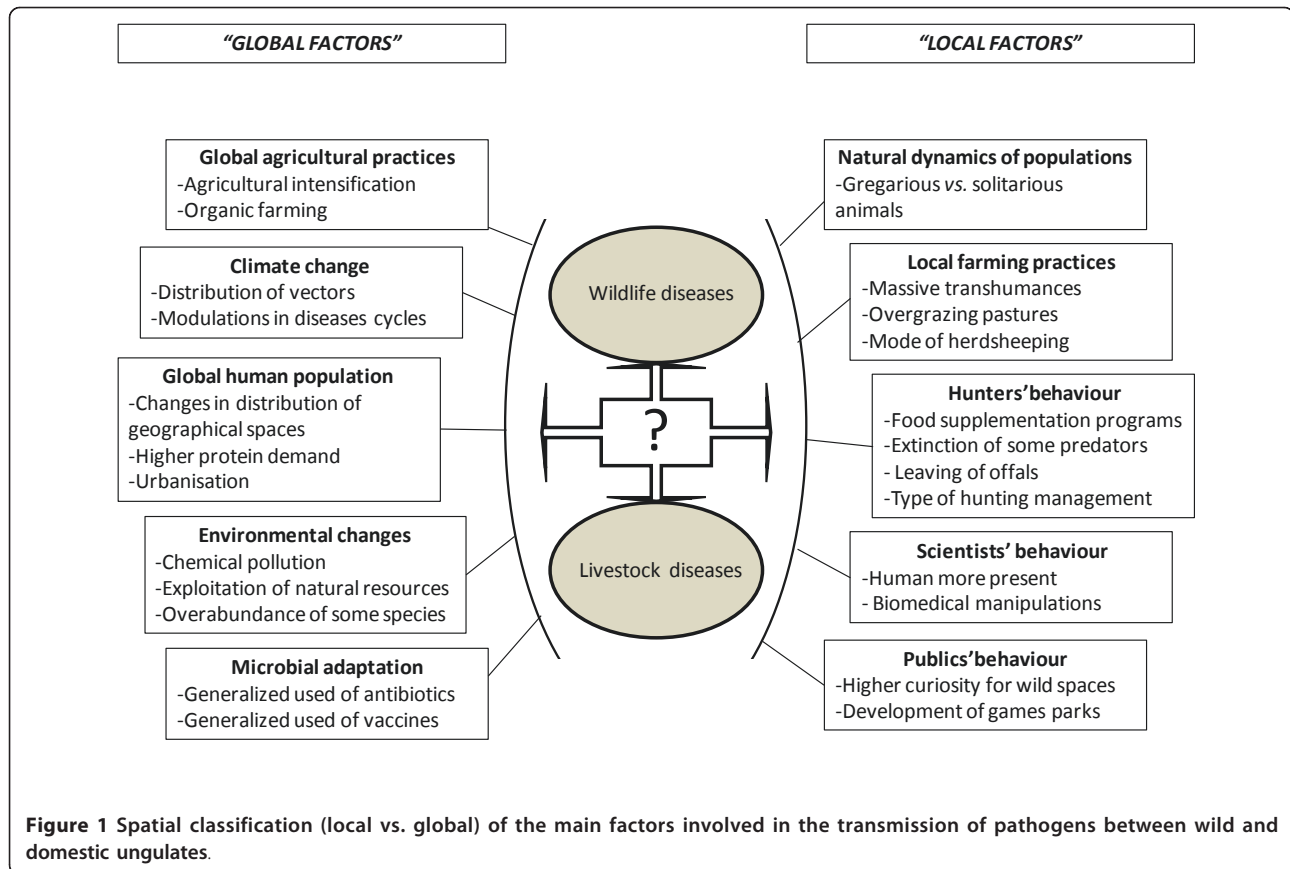 “GLOBAL FACTORS”
“LOCAL FACTORS”
Global agricultural practices
-Agricultural intensification
-Organic farming
Climate change
-Distribution of vectors
-Modulations in diseases cycles
Global human population
-Changes in distribution of
geographical spaces
-Higher protein demand
-Urbanisation
Environmental changes
-Chemical pollution
-Exploitation of natural resources
-Overabundance of some species
Microbial adaptation
-Generalized used of antibiotics
-Generalized used of vaccines
Wildlife diseases
?
Livestock diseases
Natural dynamics of populations
-Gregarious vs. solitarious
animals
Local farming practices
-Massive transhumances
-Overgrazing pastures
-Mode of herdsheeping
Hunters’behaviour
-Food supplementation programs
-Extinction of some predators
- Leaving of offals
-Type of hunting management
Scientists’ behaviour
-Human more present
- Biomedical manipulations
Publics’behaviour
-Higher curiosity for wild spaces
-Development of games parks
Figure 1 Spatial classification (local vs. global) of the main factors involved in the transmission of pathogens between wild and
domestic ungulates.